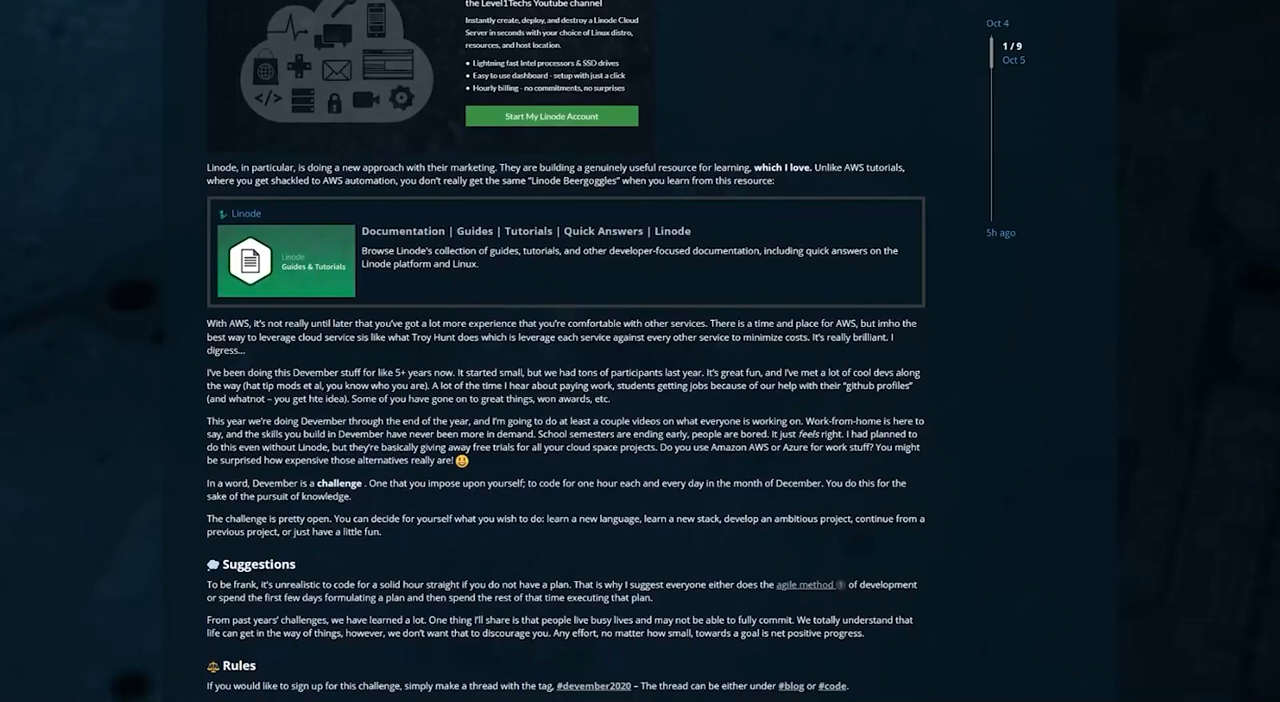 the Level1Techs Youtube channel
Instantly create, deploy, and destroy a Linode Cloud
Server in seconds with your choice of Linux distro,
resources, and host location.
• Lightning fast Intel processors & SSD drives
• Easy to use dashboard - setup with just a click
• Hourly billing - no commitments, no surprises
Start My Linode Account
Oct 4
1 / 9
Oct 5
5h ago
Linode, in particular, is doing a new approach with their marketing. They are building a genuinely useful resource for learning, which I love. Unlike AWS tutorials,
where you get shackled to AWS automation, you don't really get the same “Linode Beergoggles” when you learn from this resource:
Linode
Linode
Guides & Tutorials
Documentation | Guides | Tutorials | Quick Answers | Linode
Browse Linode's collection of guides, tutorials, and other developer-focused documentation, including quick answers on the
Linode platform and Linux.
With AWS, it's not really until later that you've got a lot more experience that you're comfortable with other services. There is a time and place for AWS, but imho the
best way to leverage cloud service sis like what Troy Hunt does which is leverage each service against every other service to minimize costs. It's really brilliant. I
digress...
I've been doing this December stuff for like 5+ years now. It started small, but we had tons of participants last year. It's great fun, and I've met a lot of cool devs along
the way (hat tip mods et al, you know who you are). A lot of the time I hear about paying work, students getting jobs because of our help with their “github profiles”
(and whatnot – you get hte idea). Some of you have gone on to great things, won awards, etc.
This year we're doing Devember through the end of the year, and I'm going to do at least a couple videos on what everyone is working on. Work-from-home is here to
say, and the skills you build in Devember have never been more in demand. School semesters are ending early, people are bored. It just feels right. I had planned to
do this even without Linode, but they're basically giving away free trials for all your cloud space projects. Do you use Amazon AWS or Azure for work stuff? You might
be surprised how expensive those alternatives really are!
In a word, Devember is a challenge . One that you impose upon yourself; to code for one hour each and every day in the month of December. You do this for the
sake of the pursuit of knowledge.
The challenge is pretty open. You can decide for yourself what you wish to do: learn a new language, learn a new stack, develop an ambitious project, continue from a
previous project, or just have a little fun.
Suggestions
To be frank, it's unrealistic to code for a solid hour straight if you do not have a plan. That is why I suggest everyone either does the agile method 1 of development
or spend the first few days formulating a plan and then spend the rest of that time executing that plan.
From past years' challenges, we have learned a lot. One thing I'll share is that people live busy lives and may not be able to fully commit. We totally understand that
life can get in the way of things, however, we don't want that to discourage you. Any effort, no matter how small, towards a goal is net positive progress.
Rules
If you would like to sign up for this challenge, simply make a thread with the tag, #devember2020 – The thread can be either under #blog or #code.